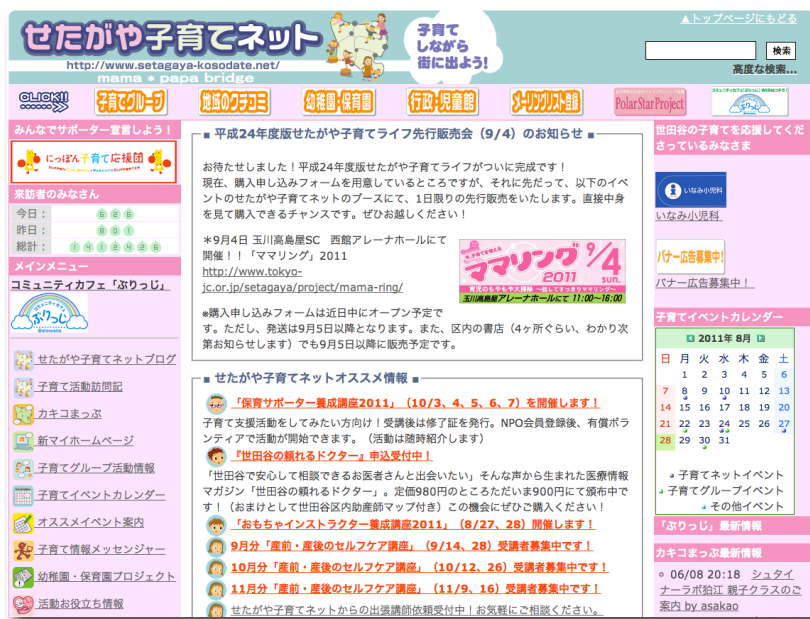 ▲トップページにもどる
せたがや子育てネット
http://www.setagaya-kosodate.net/
mama * papa bridge
子育て
しながら
街に出よう!
検索
高度な検索...
CLICK!!
子育てグループ
地域のクチコミ
幼稚園・保育園
行政・児童館
メーリングリスト登録
Polar Star Project
ぶりっじ
みんなでサポーター宣言しよう!
にっぽん子育て応援団
来訪者のみなさん
今日: 626
昨日: 801
総計: 1412426
メインメニュー
コミュニティカフェ「ぶりっじ」
ぶりっじ
せたがや子育てネットブログ
子育て活動訪問記
カキコまっぷ
新マイホームページ
子育てグループ活動情報
子育てイベントカレンダー
オススメイベント案内
子育て情報メッセンジャー
幼稚園・保育園プロジェクト
活動お役立ち情報
■ 平成24年度版せたがや子育てライフ先行販売会(9/4)のお知らせ ■
お待たせしました!平成24年度版せたがや子育てライフがついに完成です!
現在、購入申し込みフォームを用意しているところですが、それに先だって、以下のイベ
ントのせたがや子育てネットのブースにて、1日限りの先行販売をいたします。直接中身
を見て購入できるチャンスです。ぜひお越しください!
*9月4日 玉川高島屋SC 西館アレーナホールにて
開催!!「ママリング」2011
http://www.tokyo-
jc.or.jp/setagaya/project/mama-ring/
ママリング
2011
9/4
sun.
育児のもやもや大掃除 〜話してすっきりママリング〜
玉川高島屋アレーナホールにて 11:00〜16:00
※購入申し込みフォームは近日中にオープン予定で
す。ただし、発送は9月5日以降となります。また、区内の書店(4ヶ所ぐらい、わかり次
第お知らせします)でも9月5日以降に販売予定です。
■ せたがや子育てネットオススメ情報 ■
「保育サポーター養成講座2011」(10/3、4、5、6、7)を開催します!
子育て支援活動をしてみたい方向け!受講後は修了証を発行。NPO会員登録後、有償ボラ
ンティアで活動が開始できます。(活動は随時紹介します)
『世田谷の頼れるドクター』申込受付中!
「世田谷で安心して相談できるお医者さんと出会いたい」そんな声から生まれた医療情報
マガジン「世田谷の頼れるドクター」。定価980円のところただいま900円にて頒布中で
す!(おまけとして世田谷区内助産師マップ付き)この機会にぜひご購入ください!
「おもちゃインストラクター養成講座2011」(8/27、28)開催します!
9月分「産前・産後のセルフケア講座」(9/14、28)受講者募集中です!
10月分「産前・産後のセルフケア講座」(10/12、26)受講者募集中です!
11月分「産前・産後のセルフケア講座」(11/9、16)受講者募集中です!
せたがや子育てネットからの出張講師依頼受付中!お気軽にご相談ください。
世田谷の子育てを応援してくだ
さっているみなさま
いなみ小児科
いなみ小児科
バナー広告募集中!
バナー広告募集中!
子育てイベントカレンダー
2011年 8月
日 月 火 水 木 金 土
1 2 3 4 5 6
7 8 9 10 11 12 13
14 15 16 17 18 19 20
21 22 23 24 25 26 27
28 29 30 31
子育てネットイベント
子育てグループイベント
その他イベント
「ぶりっじ」最新情報
カキコまっぷ最新情報
06/08 20:18 シュタイ
ナーラボ狛江 親子クラスのご
案内 by asakao